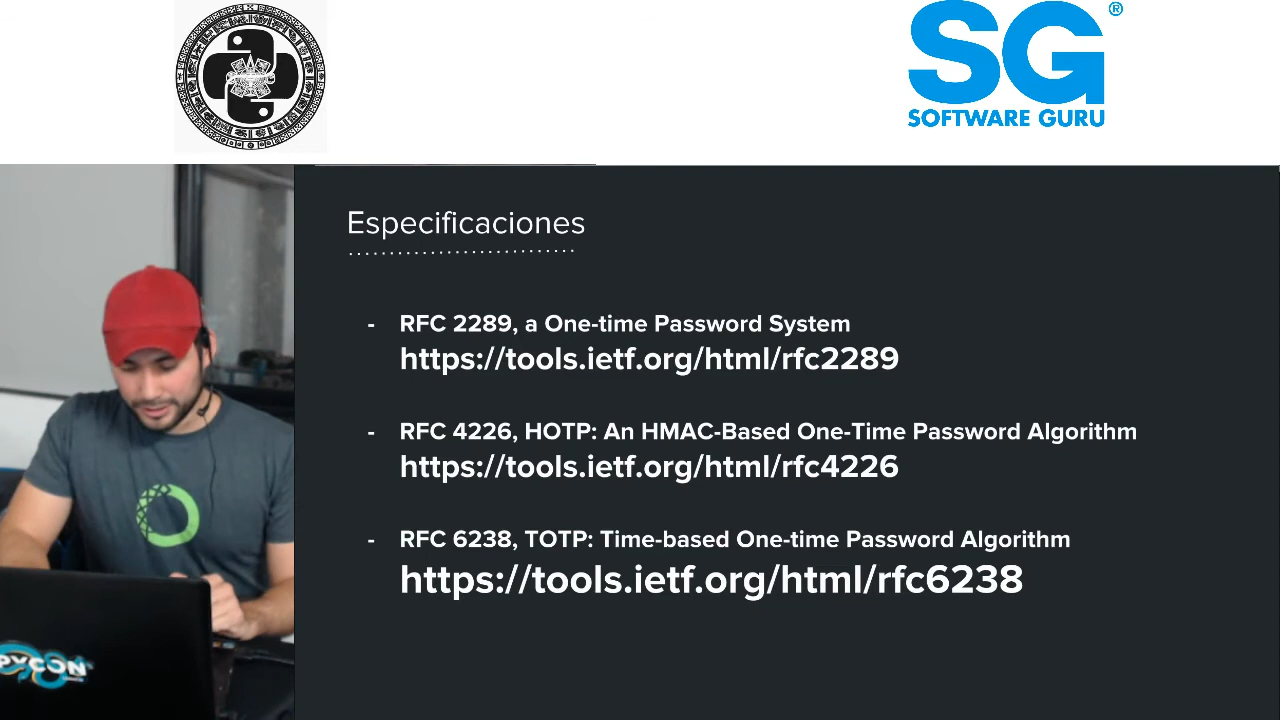 SG®
SOFTWARE GURU
Especificaciones
- RFC 2289, a One-time Password System
https://tools.ietf.org/html/rfc2289
- RFC 4226, HOTP: An HMAC-Based One-Time Password Algorithm
https://tools.ietf.org/html/rfc4226
- RFC 6238, TOTP: Time-based One-time Password Algorithm
https://tools.ietf.org/html/rfc6238
PYCON